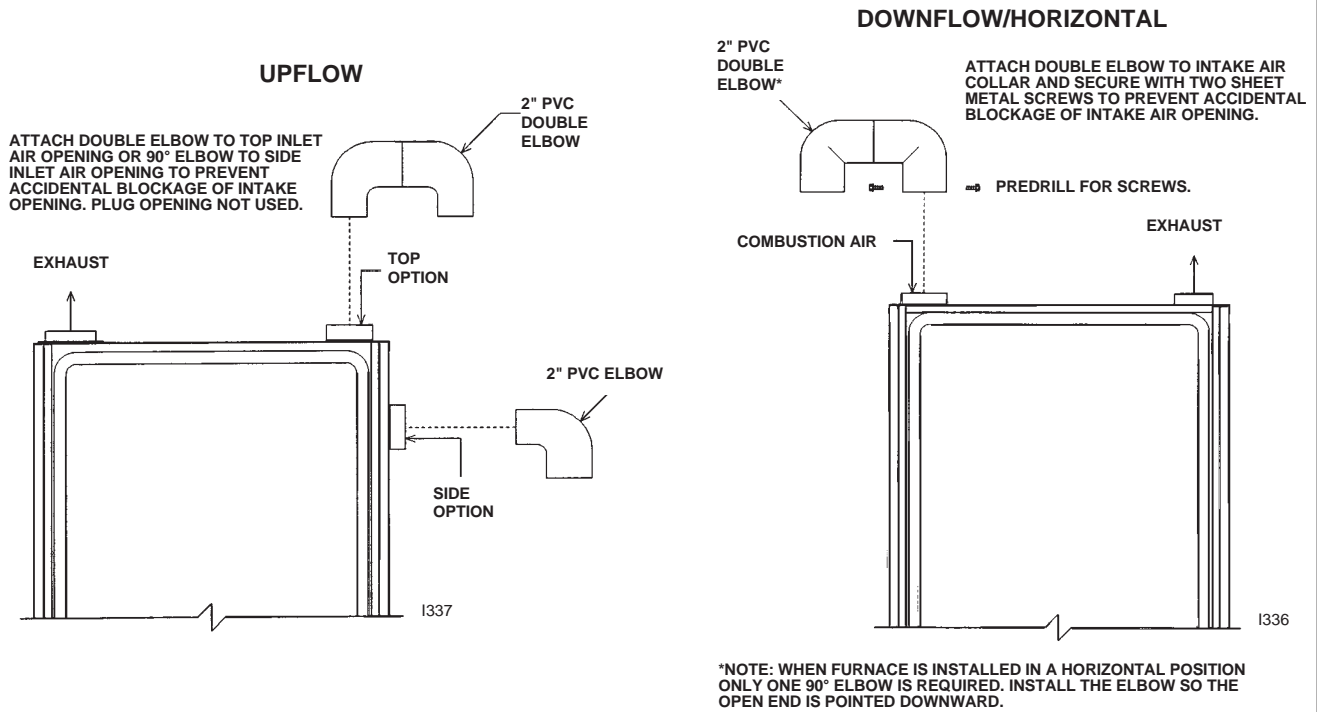 UPFLOW
2" PVC
DOUBLE
ELBOW
ATTACH DOUBLE ELBOW TO TOP INLET
AIR OPENING OR 90° ELBOW TO SIDE
INLET AIR OPENING TO PREVENT
ACCIDENTAL BLOCKAGE OF INTAKE
OPENING. PLUG OPENING NOT USED.
EXHAUST
TOP
OPTION
2" PVC ELBOW
SIDE
OPTION
I337
DOWNFLOW/HORIZONTAL
2" PVC
DOUBLE
ELBOW*
ATTACH DOUBLE ELBOW TO INTAKE AIR
COLLAR AND SECURE WITH TWO SHEET
METAL SCREWS TO PREVENT ACCIDENTAL
BLOCKAGE OF INTAKE AIR OPENING.
PREDRILL FOR SCREWS.
COMBUSTION AIR
EXHAUST
I336
*NOTE: WHEN FURNACE IS INSTALLED IN A HORIZONTAL POSITION
ONLY ONE 90° ELBOW IS REQUIRED. INSTALL THE ELBOW SO THE
OPEN END IS POINTED DOWNWARD.